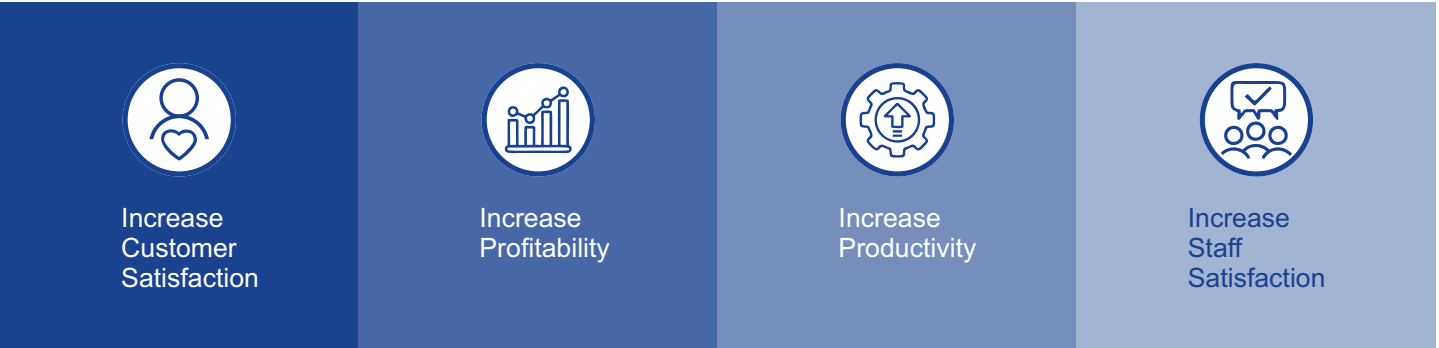 Increase
Customer
Satisfaction
Increase
Profitability
Increase
Productivity
Increase
Staff
Satisfaction